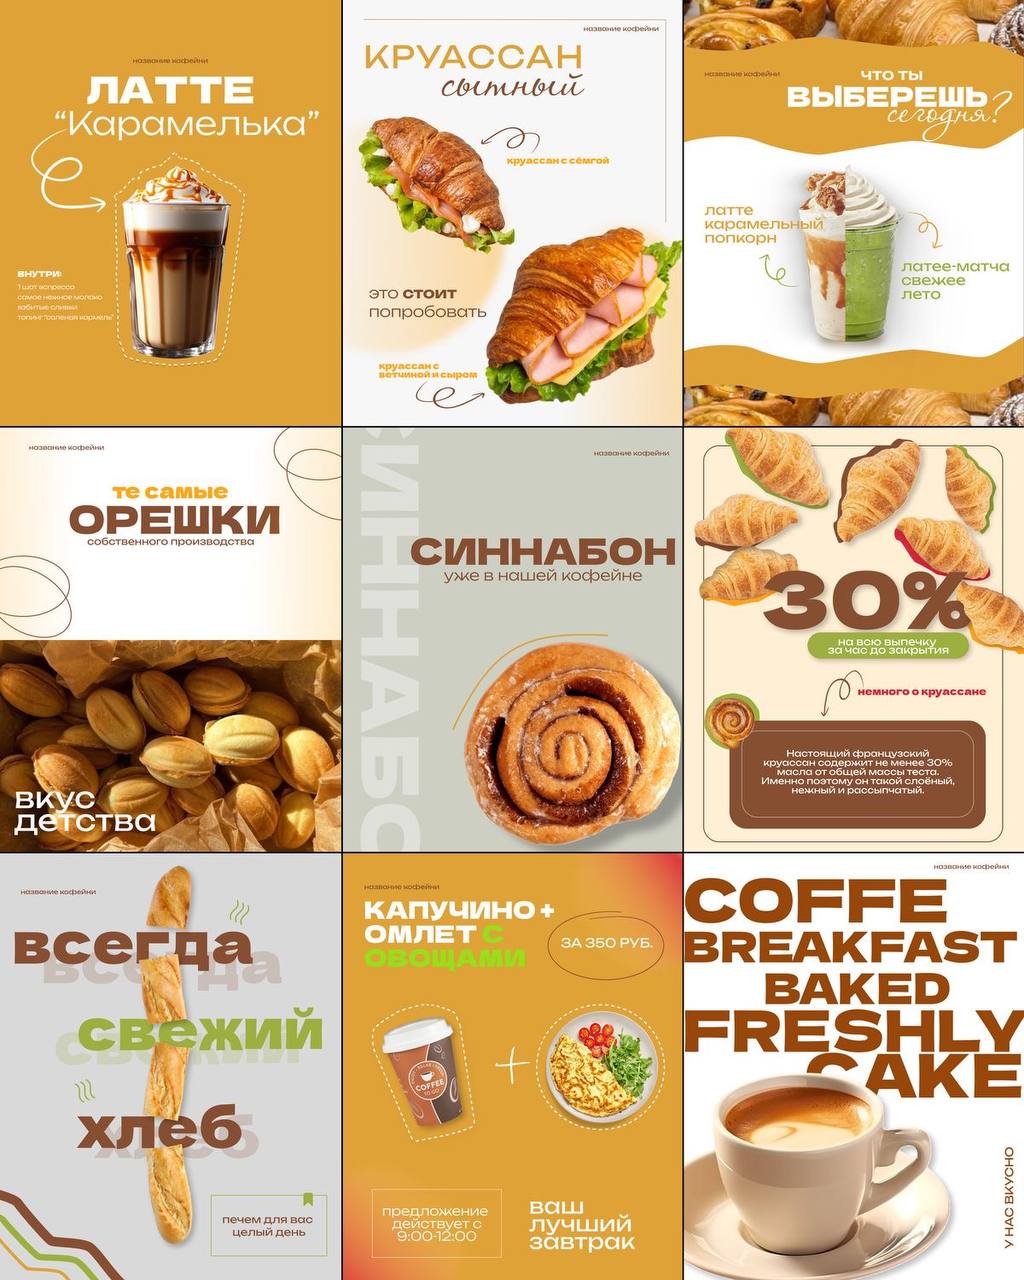 название кофейни
ЛАТТЕ
“Карамелька”
ВНУТРИ:
1 шот эспрессо
самое нежное молоко
взбитые сливки
топинг "соленая карамель"
название кофейни
КРУАССАН
сытный
круассан с сёмгой
это стоит
попробовать
круассан с
ветчиной и сыром
название кофейни
ЧТО ТЫ
ВЫБЕРЕШЬ
сегодня?
латте
карамельный
попкорн
латее-матча
свежее
лето
название кофейни
те самые
ОРЕШКИ
собственного производства
вкус
детства
название кофейни
СИННАБОН
СИННАБОН
уже в нашей кофейне
30%
на всю выпечку
за час до закрытия
немного о круассане
Настоящий французский
круассан содержит не менее 30%
масла от общей массы теста.
Именно поэтому он такой слоёный,
нежный и рассыпчатый.
название кофейни
всегда
всегда
свежий
свежий
хлеб
хлеб
печем для вас
целый день
название кофейни
КАПУЧИНО +
ОМЛЕТ С
ОВОЩАМИ
ЗА 350 РУБ.
COFFEE
TO GO
+
предложение
действует с
9:00-12:00
ваш
лучший
завтрак
название кофейни
COFFE
BREAKFAST
BAKED
FRESHLY
CAKE
У НАС ВКУСНО